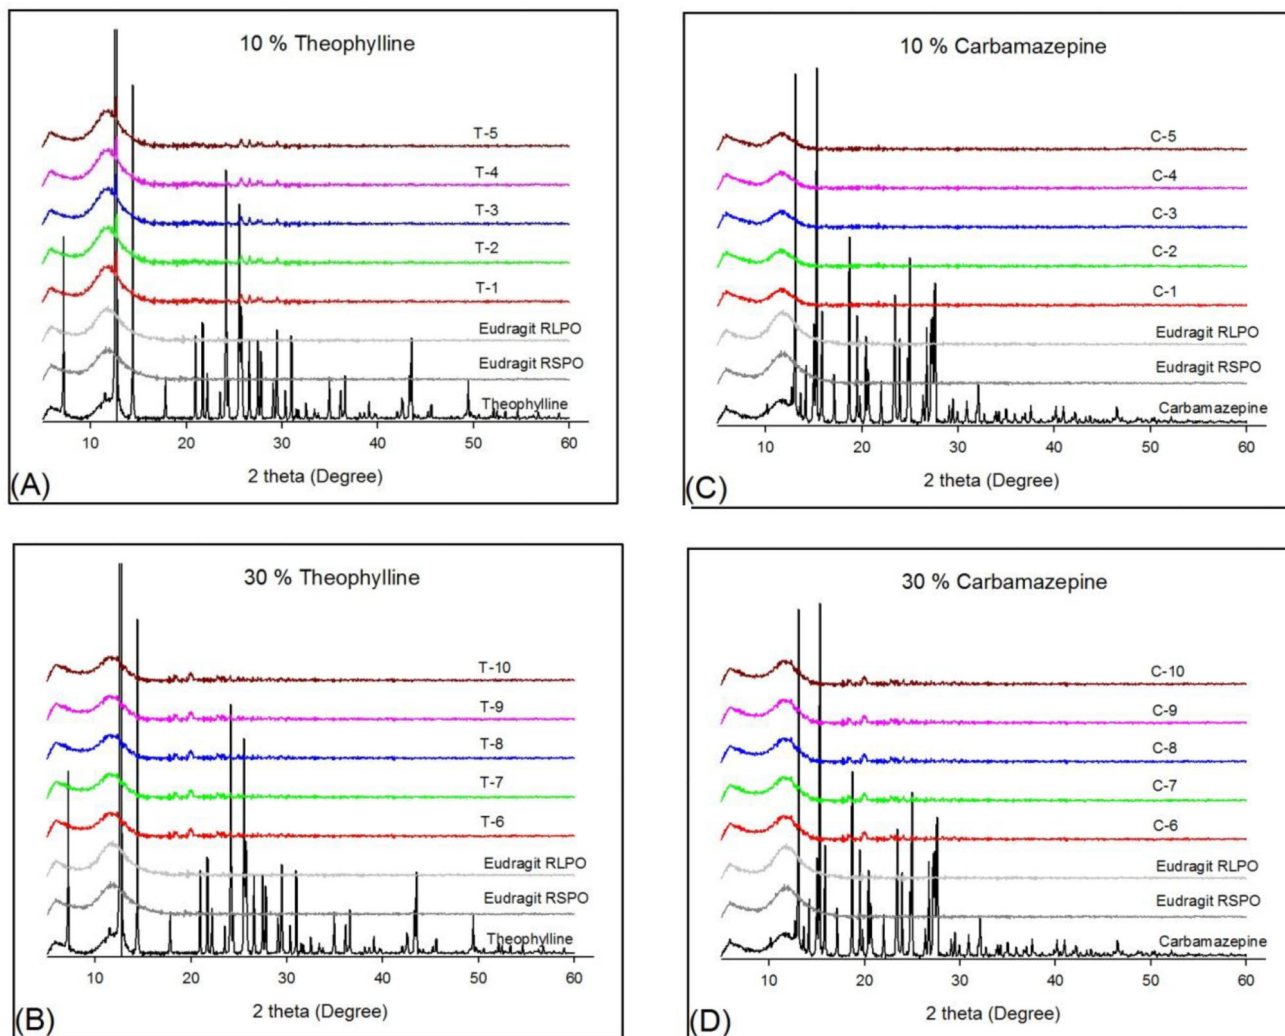 10 % Theophylline
T-5
T-4
T-3
T-2
T-1
Eudragit RLPO
Eudragit RSPO
Theophylline
10 20 30 40 50 60
2 theta (Degree)
(A)
10 % Carbamazepine
C-5
C-4
C-3
C-2
C-1
Eudragit RLPO
Eudragit RSPO
Carbamazepine
10 20 30 40 50 60
2 theta (Degree)
(C)
30 % Theophylline
T-10
T-9
T-8
T-7
T-6
Eudragit RLPO
Eudragit RSPO
Theophylline
10 20 30 40 50 60
2 theta (Degree)
(B)
30 % Carbamazepine
C-10
C-9
C-8
C-7
C-6
Eudragit RLPO
Eudragit RSPO
Carbamazepine
10 20 30 40 50 60
2 theta (Degree)
(D)